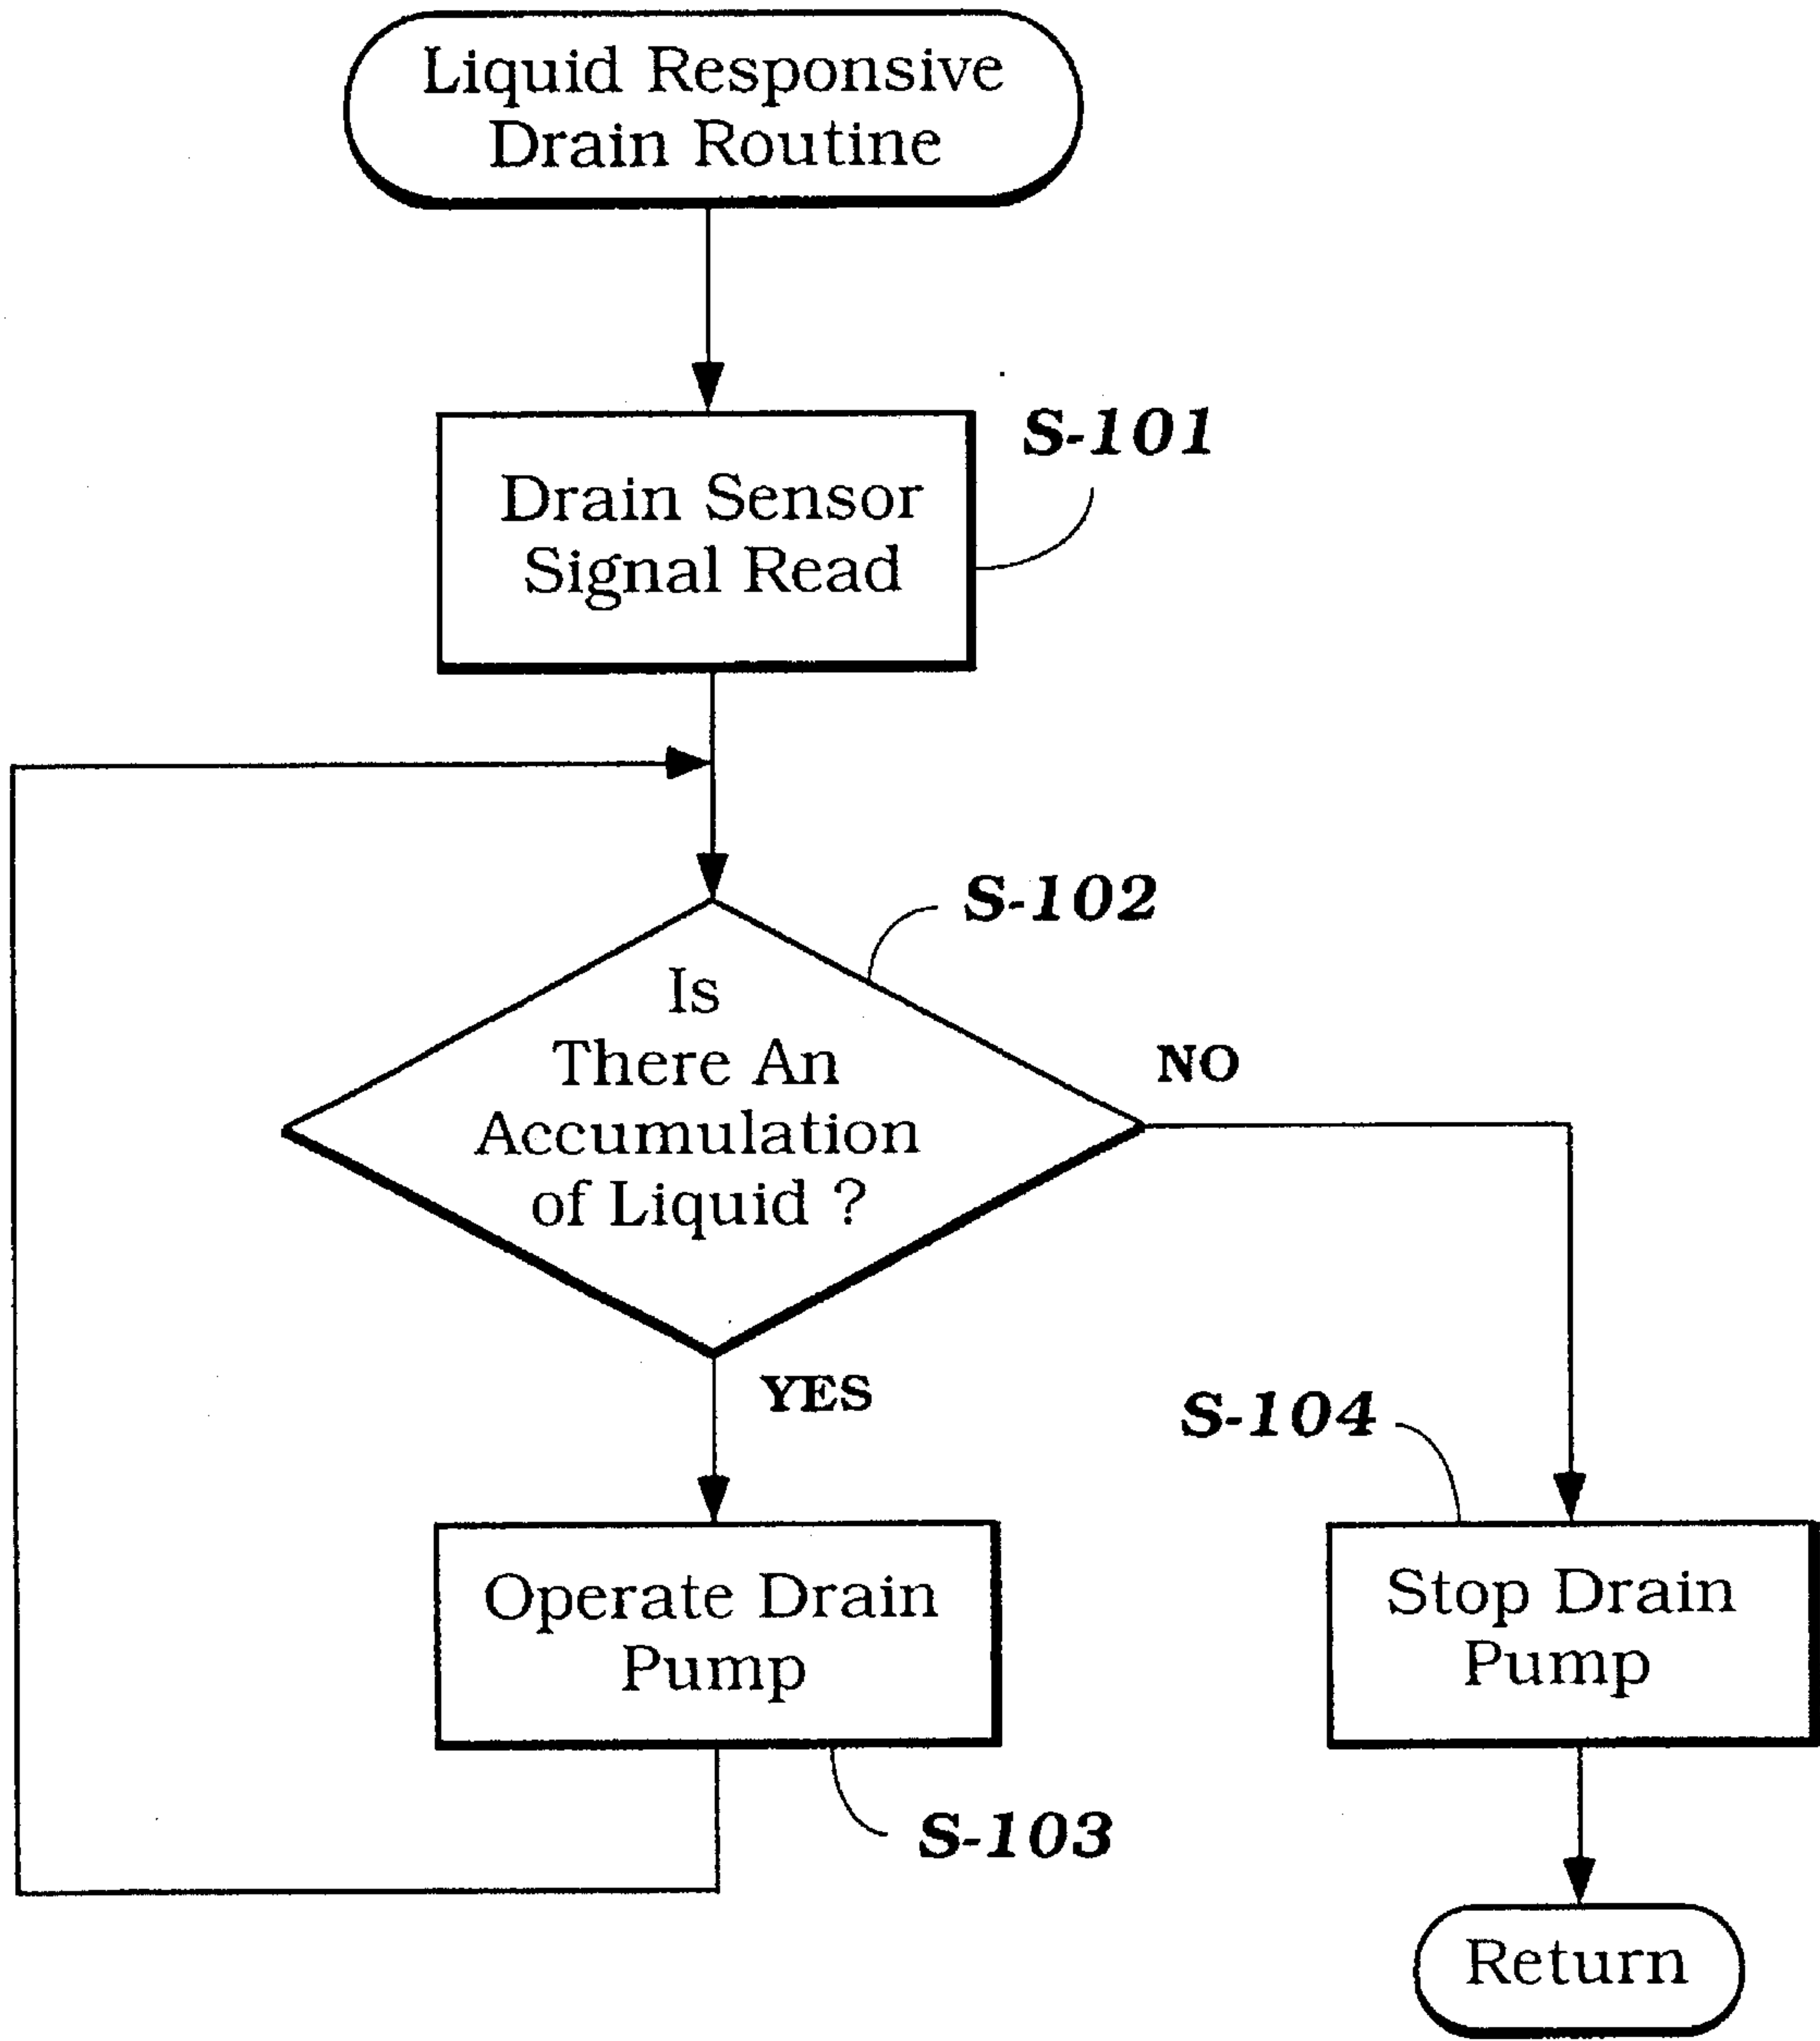 Liquid Responsive
Drain Routine
S-101
Drain Sensor
Signal Read
S-102
Is
There An
Accumulation
of Liquid ?
NO
YES
S-104
Operate Drain
Pump
Stop Drain
Pump
S-103
Return